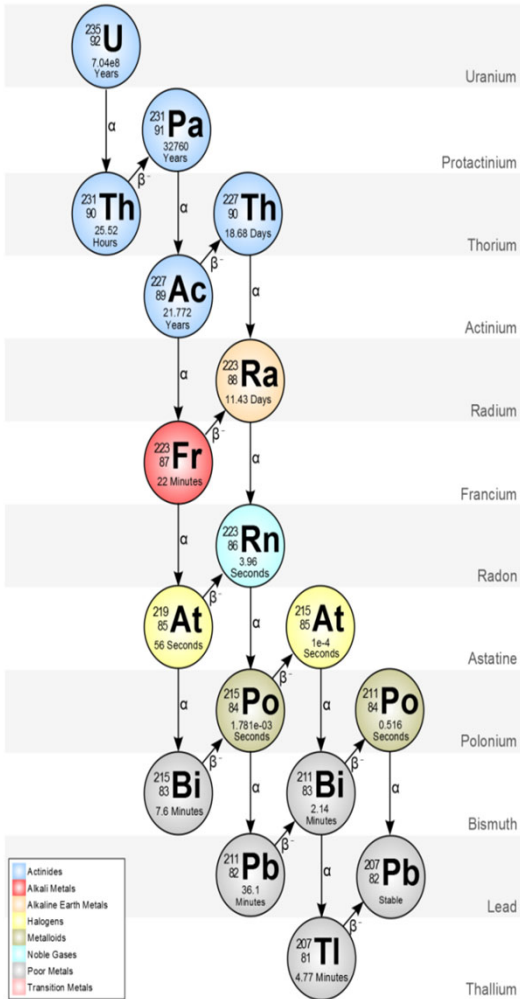 235
92 U
7.04e8
Years
Uranium
α
231
91 Pa
32760
Years
Protactinium
β⁻
α
231
90 Th
25.52
Hours
227
90 Th
18.68 Days
Thorium
β⁻
227
89 Ac
21.772
Years
α
Actinium
α
223
88 Ra
11.43 Days
Radium
β⁻
223
87 Fr
22 Minutes
α
Francium
α
223
86 Rn
3.96
Seconds
Radon
β⁻
219
85 At
56 Seconds
α
215
85 At
1e-4
Seconds
Astatine
β⁻
α
215
84 Po
1.781e-03
Seconds
α
211
84 Po
0.516
Seconds
Polonium
β⁻
β⁻
215
83 Bi
7.6 Minutes
α
211
83 Bi
2.14
Minutes
α
Bismuth
β⁻
211
82 Pb
36.1
Minutes
α
207
82 Pb
Stable
Lead
β⁻
207
81 Tl
4.77 Minutes
Thallium
Actinides
Alkali Metals
Alkaline Earth Metals
Halogens
Metalloids
Noble Gases
Poor Metals
Transition Metals